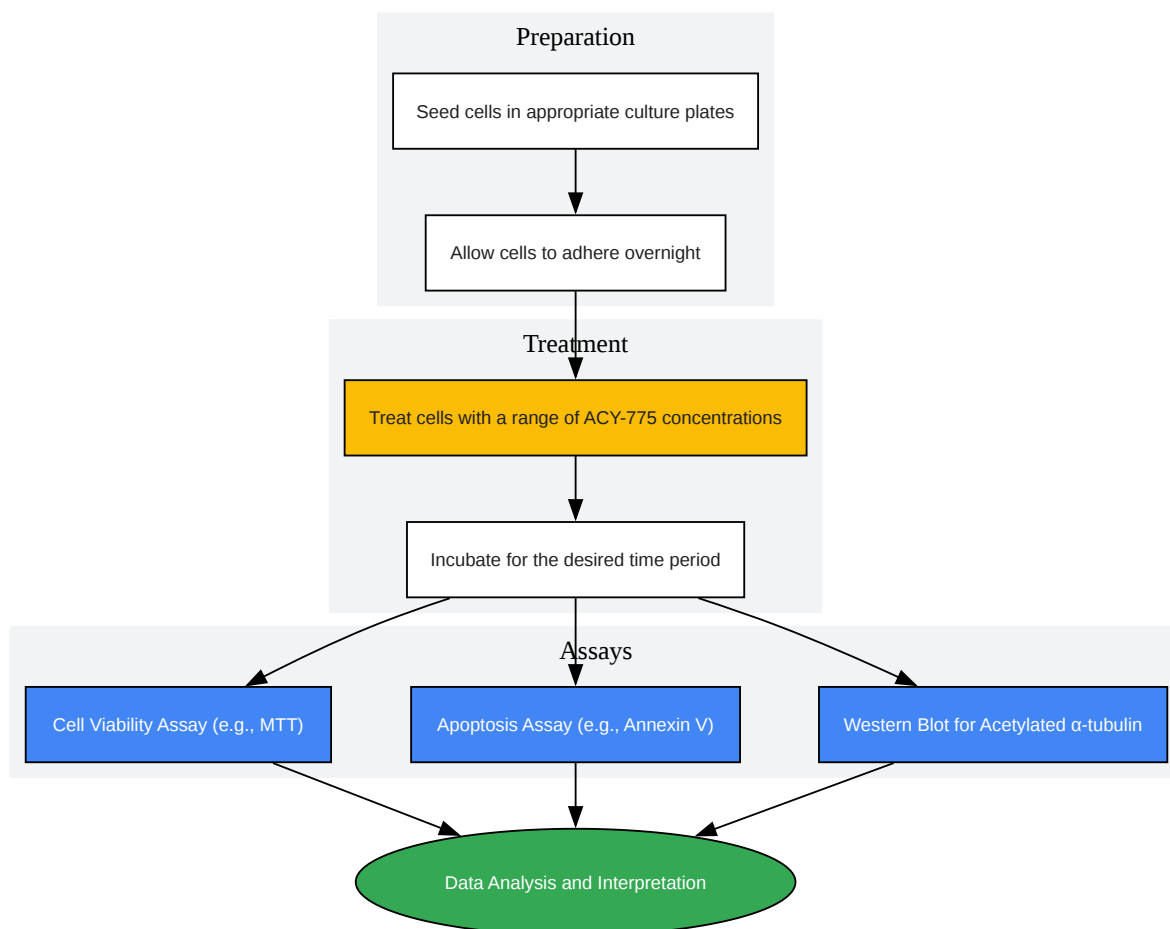 Preparation
Seed cells in appropriate culture plates
Allow cells to adhere overnight
Treatment
Treat cells with a range of ACY-775 concentrations
Incubate for the desired time period
Assays
Cell Viability Assay (e.g., MTT)
Apoptosis Assay (e.g., Annexin V)
Western Blot for Acetylated α-tubulin
Data Analysis and Interpretation